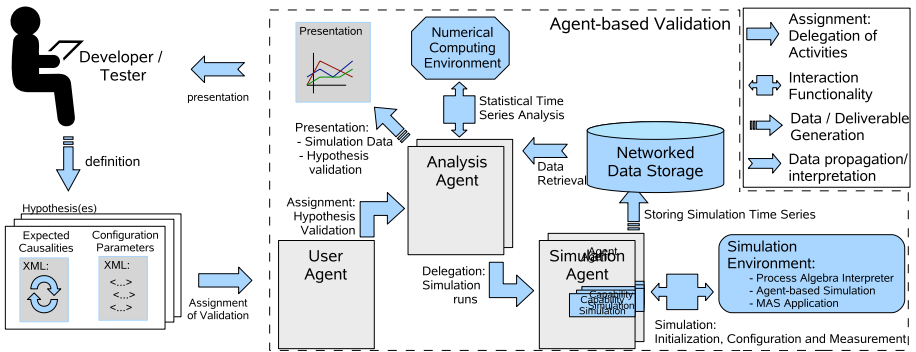 Agent-based Validation
Developer /
Tester
presentation
definition
Hypothesis(es)
Expected
Causalities
XML:
Configuration
Parameters
XML:
<...>
<...>
<...>
Assignment
of Validation
Presentation
Numerical
Computing
Environment
Statistical Time
Series Analysis
Presentation:
- Simulation Data
- Hypothesis
validation
Analysis
Agent
Data
Retrieval
Networked
Data Storage
Assignment:
Hypothesis
Validation
User
Agent
Delegation:
Simulation
runs
Storing Simulation Time Series
Agent
Simulation
Agent
Capability
Simulation
Capability
Simulation
Simulation
Environment:
- Process Algebra Interpreter
- Agent-based Simulation
- MAS Application
Simulation:
Initialization, Configuration and Measurement
Assignment:
Delegation of
Activities
Interaction
Functionality
Data / Deliverable
Generation
Data propagation/
interpretation